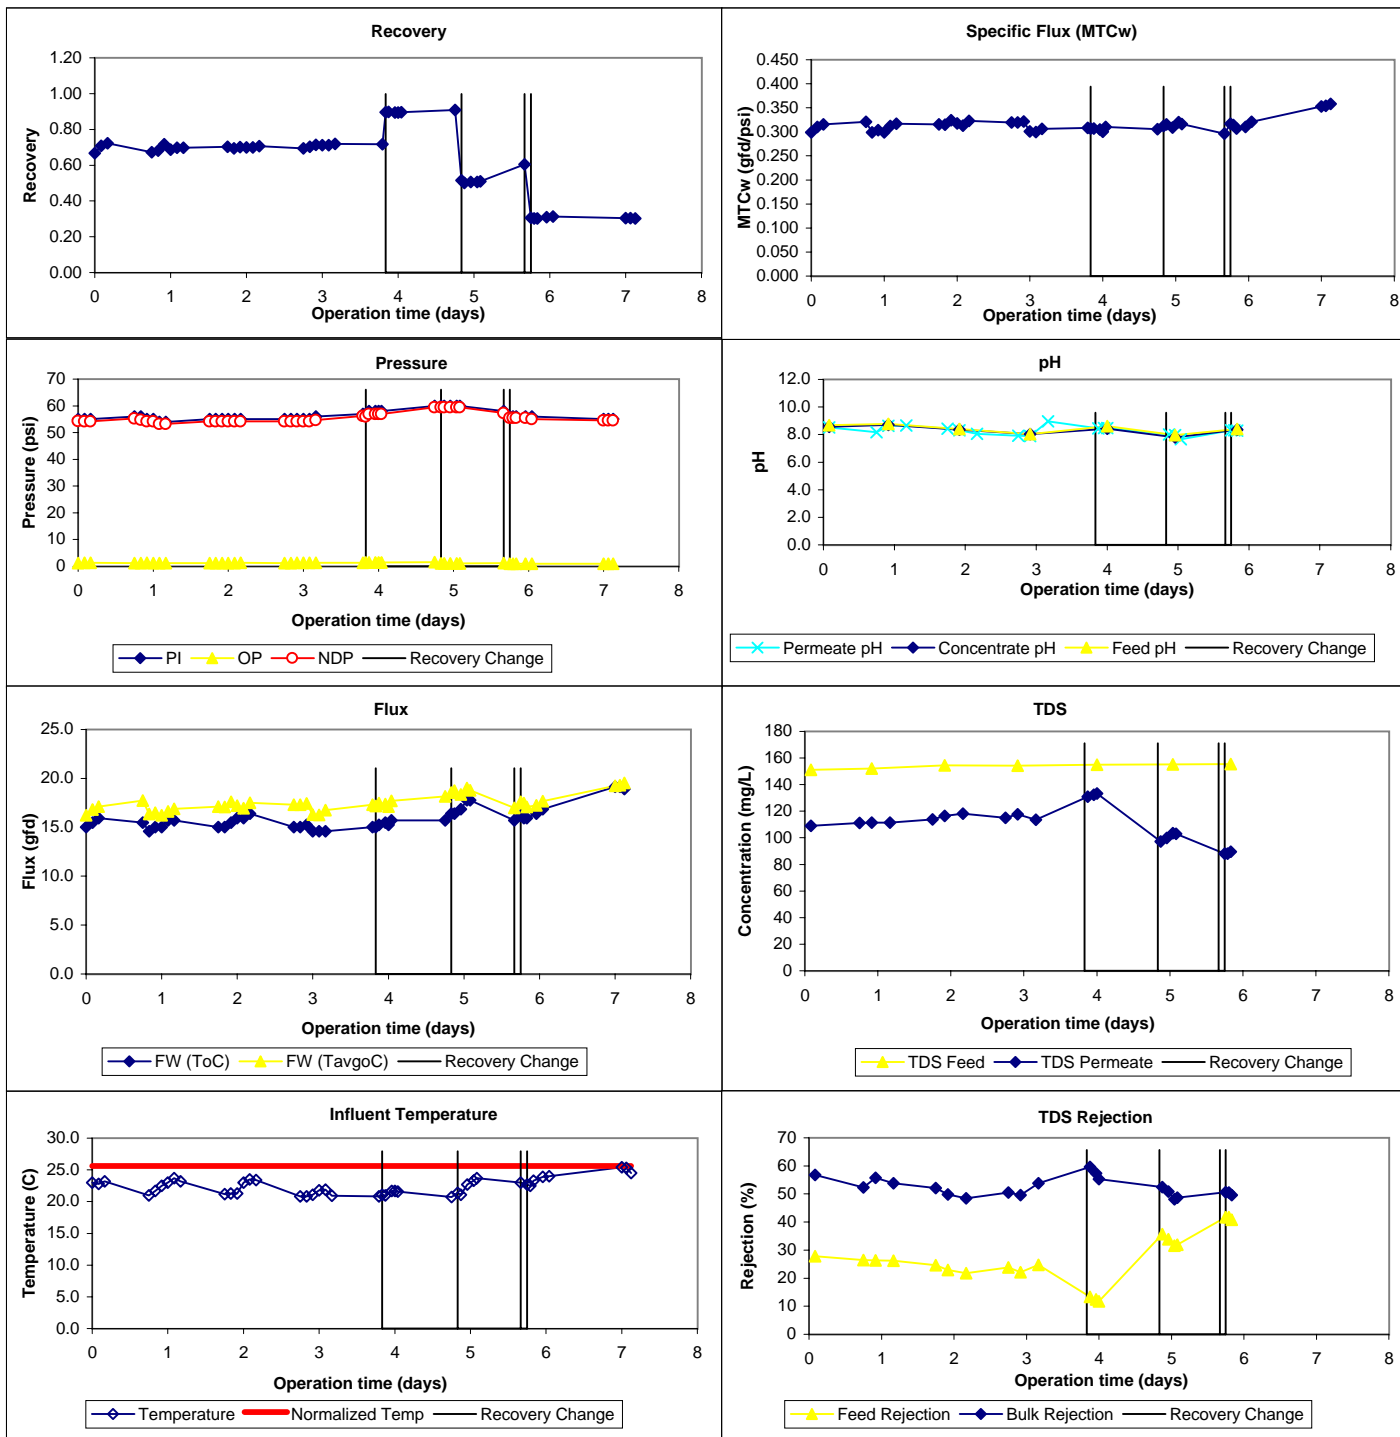 Recovery
1.20
1.00
0.80
0.60
0.40
0.20
0.00
Recovery
0 1 2 3 4 5 6 7 8
Operation time (days)
Specific Flux (MTCw)
0.450
0.400
0.350
0.300
0.250
0.200
0.150
0.100
0.050
0.000
MTCw (gfd/psi)
0 1 2 3 4 5 6 7 8
Operation time (days)
Pressure
70
60
50
40
30
20
10
0
Pressure (psi)
0 1 2 3 4 5 6 7 8
Operation time (days)
PI OP NDP Recovery Change
pH
12.0
10.0
8.0
6.0
4.0
2.0
0.0
pH
0 1 2 3 4 5 6 7 8
Operation time (days)
Permeate pH Concentrate pH Feed pH Recovery Change
Flux
25.0
20.0
15.0
10.0
5.0
0.0
Flux (gfd)
0 1 2 3 4 5 6 7 8
Operation time (days)
FW (ToC) FW (TavgoC) Recovery Change
TDS
180
160
140
120
100
80
60
40
20
0
Concentration (mg/L)
0 1 2 3 4 5 6 7 8
Operation time (days)
TDS Feed TDS Permeate Recovery Change
Influent Temperature
30.0
25.0
20.0
15.0
10.0
5.0
0.0
Temperature (C)
0 1 2 3 4 5 6 7 8
Operation time (days)
Temperature Normalized Temp Recovery Change
TDS Rejection
70
60
50
40
30
20
10
0
Rejection (%)
0 1 2 3 4 5 6 7 8
Operation time (days)
Feed Rejection Bulk Rejection Recovery Change